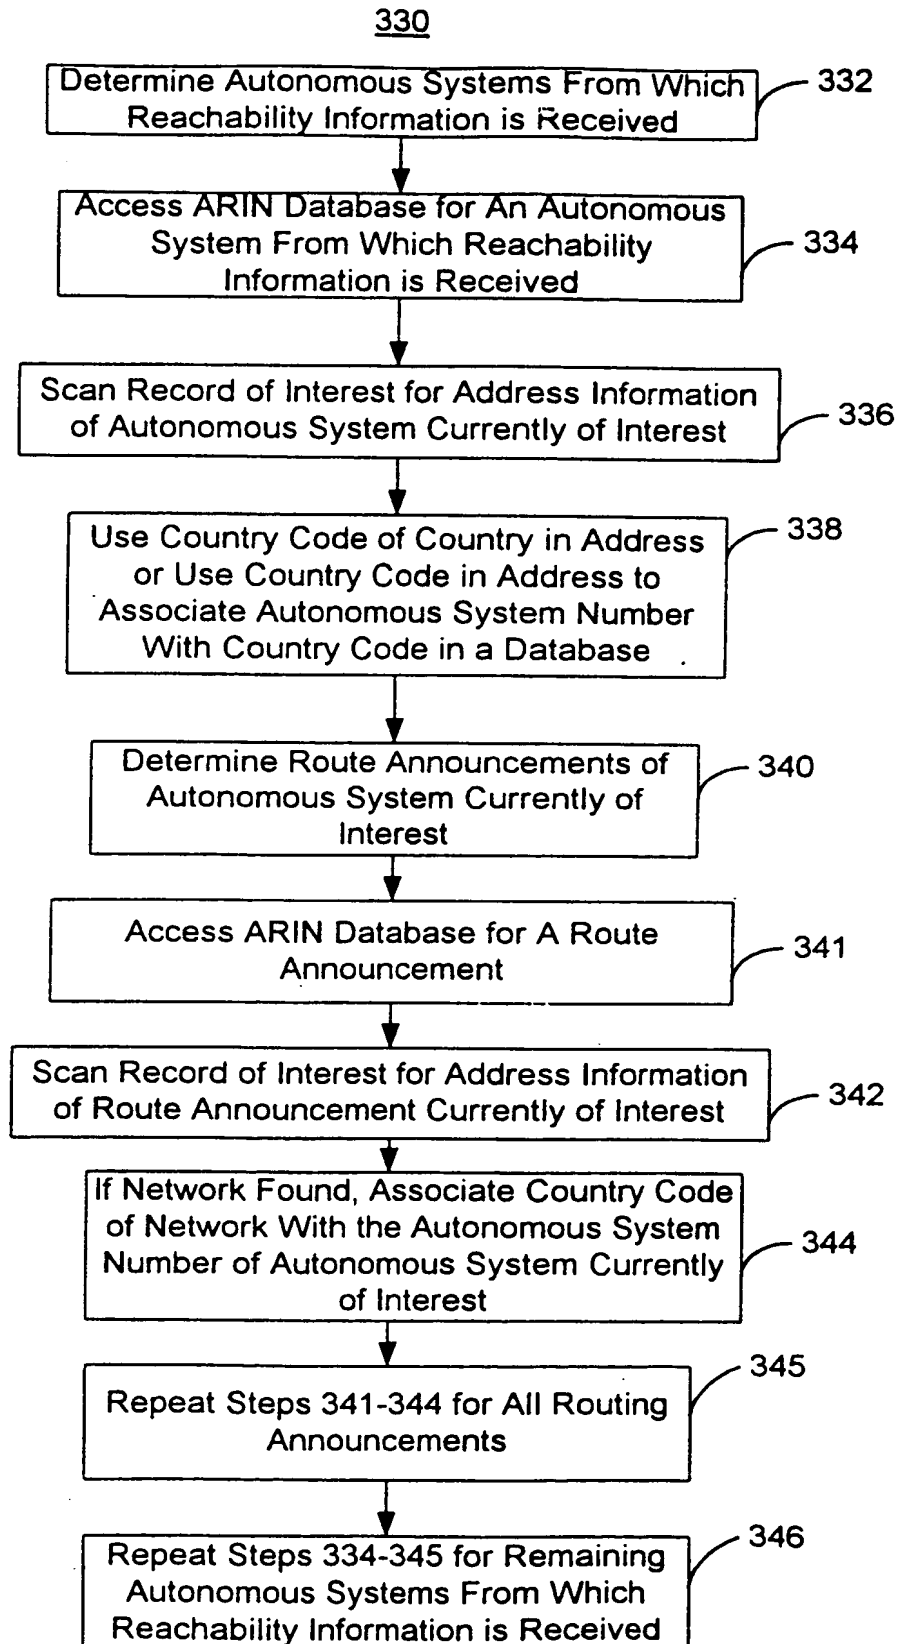 330
Determine Autonomous Systems From Which
Reachability Information is Received
332
Access ARIN Database for An Autonomous
System From Which Reachability
Information is Received
334
Scan Record of Interest for Address Information
of Autonomous System Currently of Interest
336
Use Country Code of Country in Address
or Use Country Code in Address to
Associate Autonomous System Number
With Country Code in a Database
338
Determine Route Announcements of
Autonomous System Currently of
Interest
340
Access ARIN Database for A Route
Announcement
341
Scan Record of Interest for Address Information
of Route Announcement Currently of Interest
342
If Network Found, Associate Country Code
of Network With the Autonomous System
Number of Autonomous System Currently
of Interest
344
Repeat Steps 341-344 for All Routing
Announcements
345
Repeat Steps 334-345 for Remaining
Autonomous Systems From Which
Reachability Information is Received
346